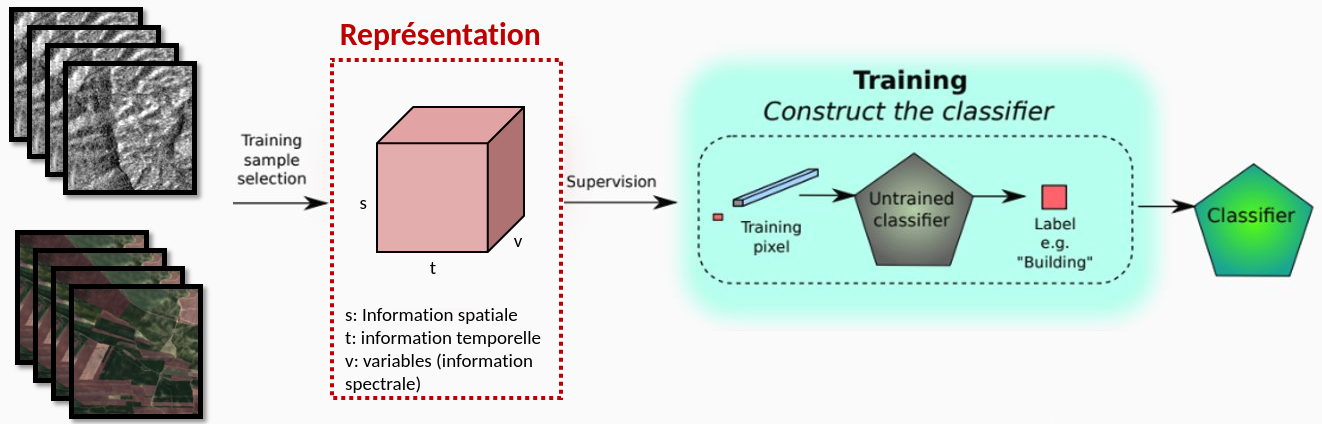 Représentation
Training
sample
selection
s
t
v
s: Information spatiale
t: information temporelle
v: variables (information
spectrale)
Supervision
Training
Construct the classifier
Training
pixel
Untrained
classifier
Label
e.g.
"Building"
Classifier